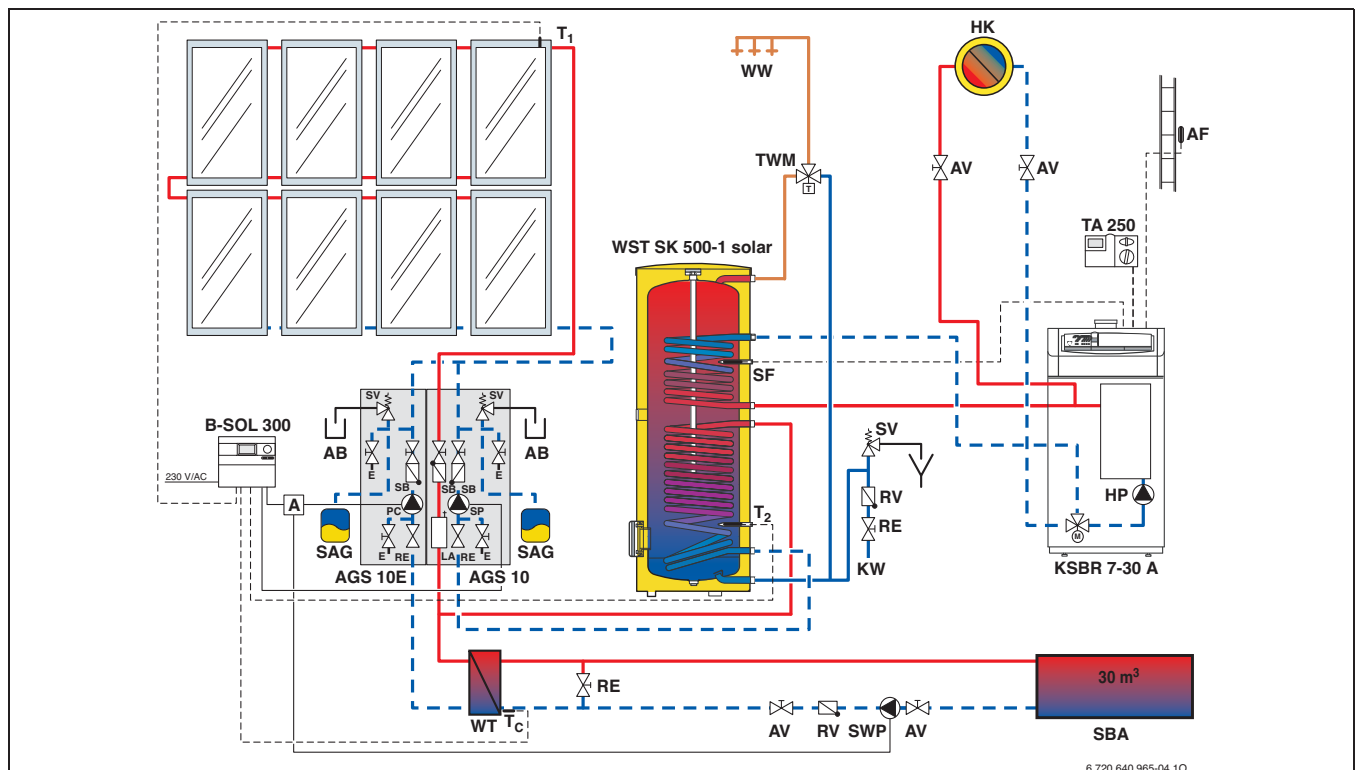 T1
HK
WW
AF
TWM
T
AV
AV
TA 250
WST SK 500-1 solar
SF
SV
SV
SV
B-SOL 300
AB
AB
E
E
230 V/AC
SB
SB
SB
RV
A
PC
SP
T2
HP
RE
SAG
SAG
E
RE
LA
RE
E
KW
M
AGS 10E
AGS 10
KSBR 7-30 A
30 m3
RE
WT
TC
AV
RV
SWP
AV
SBA
6 720 640 965-04.1O